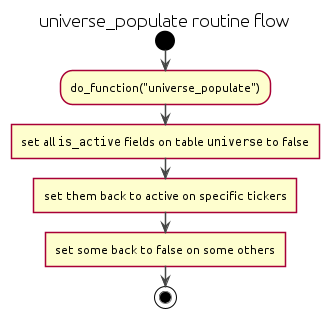 universe_populate routine flow
do_function("universe_populate")
set all is_active fields on table universe to false
set them back to active on specific tickers
set some back to false on some others